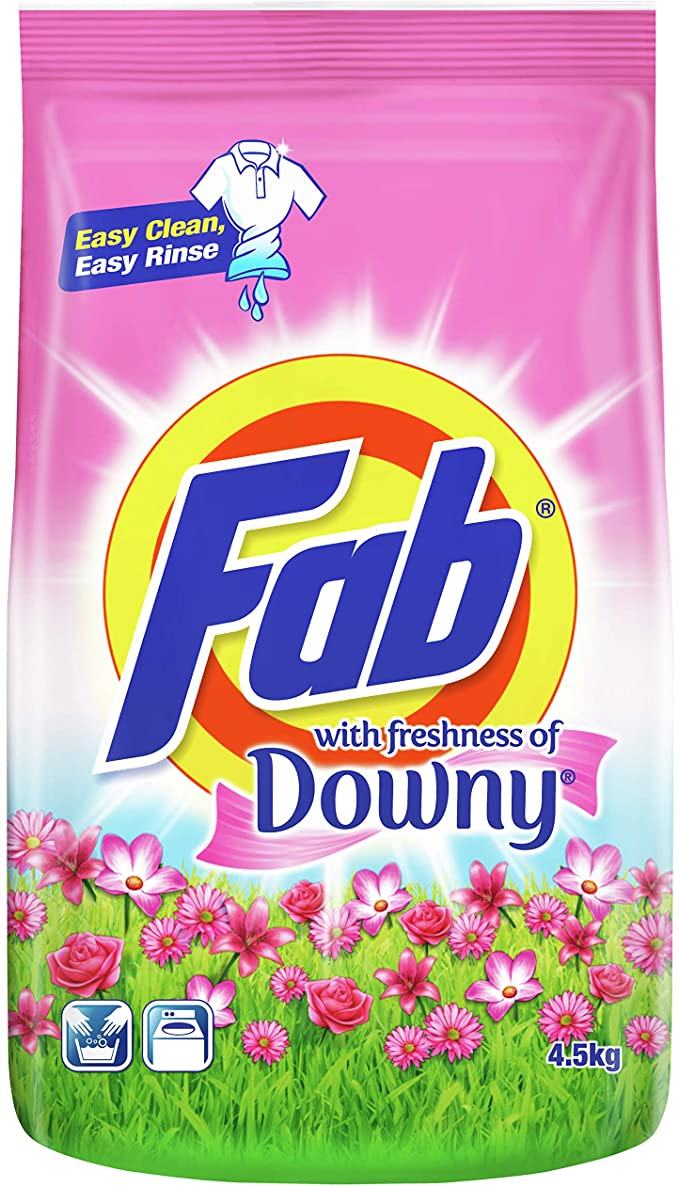 Easy Clean,
Easy Rinse
Fab®
with freshness of
Downy®
4.5kg